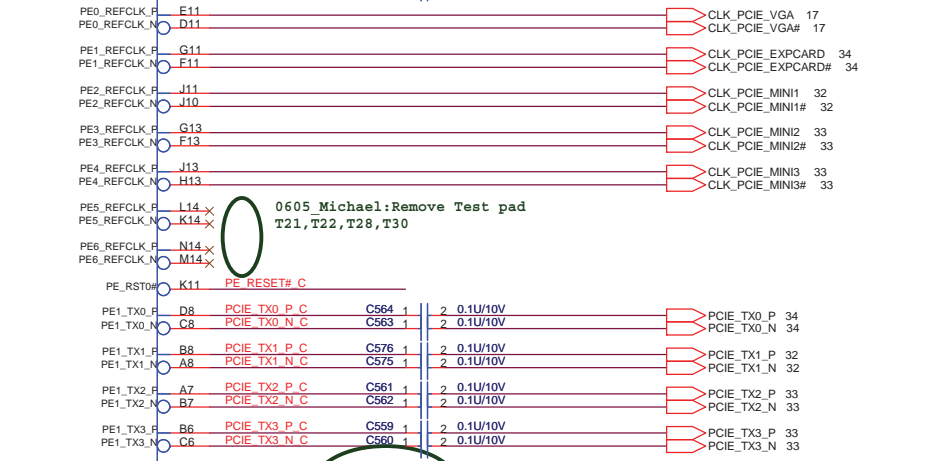 PE0_REFCLK_P E11 CLK_PCIE_VGA 17
PE0_REFCLK_N D11 CLK_PCIE_VGA# 17
PE1_REFCLK_P G11 CLK_PCIE_EXPCARD 34
PE1_REFCLK_N F11 CLK_PCIE_EXPCARD# 34
PE2_REFCLK_P J11 CLK_PCIE_MINI1 32
PE2_REFCLK_N J10 CLK_PCIE_MINI1# 32
PE3_REFCLK_P G13 CLK_PCIE_MINI2 33
PE3_REFCLK_N F13 CLK_PCIE_MINI2# 33
PE4_REFCLK_P J13 CLK_PCIE_MINI3 33
PE4_REFCLK_N H13 CLK_PCIE_MINI3# 33
PE5_REFCLK_P L14 0605_Michael:Remove Test pad
PE5_REFCLK_N K14 T21,T22,T28,T30
PE6_REFCLK_P N14
PE6_REFCLK_N M14
PE_RST0# K11 PE_RESET#_C
PE1_TX0_P D8 PCIE_TX0_P_C C564 1 2 0.1U/10V PCIE_TX0_P 34
PE1_TX0_N C8 PCIE_TX0_N_C C563 1 2 0.1U/10V PCIE_TX0_N 34
PE1_TX1_P B8 PCIE_TX1_P_C C576 1 2 0.1U/10V PCIE_TX1_P 32
PE1_TX1_N A8 PCIE_TX1_N_C C575 1 2 0.1U/10V PCIE_TX1_N 32
PE1_TX2_P A7 PCIE_TX2_P_C C561 1 2 0.1U/10V PCIE_TX2_P 33
PE1_TX2_N B7 PCIE_TX2_N_C C562 1 2 0.1U/10V PCIE_TX2_N 33
PE1_TX3_P B6 PCIE_TX3_P_C C559 1 2 0.1U/10V PCIE_TX3_P 33
PE1_TX3_N C6 PCIE_TX3_N_C C560 1 2 0.1U/10V PCIE_TX3_N 33